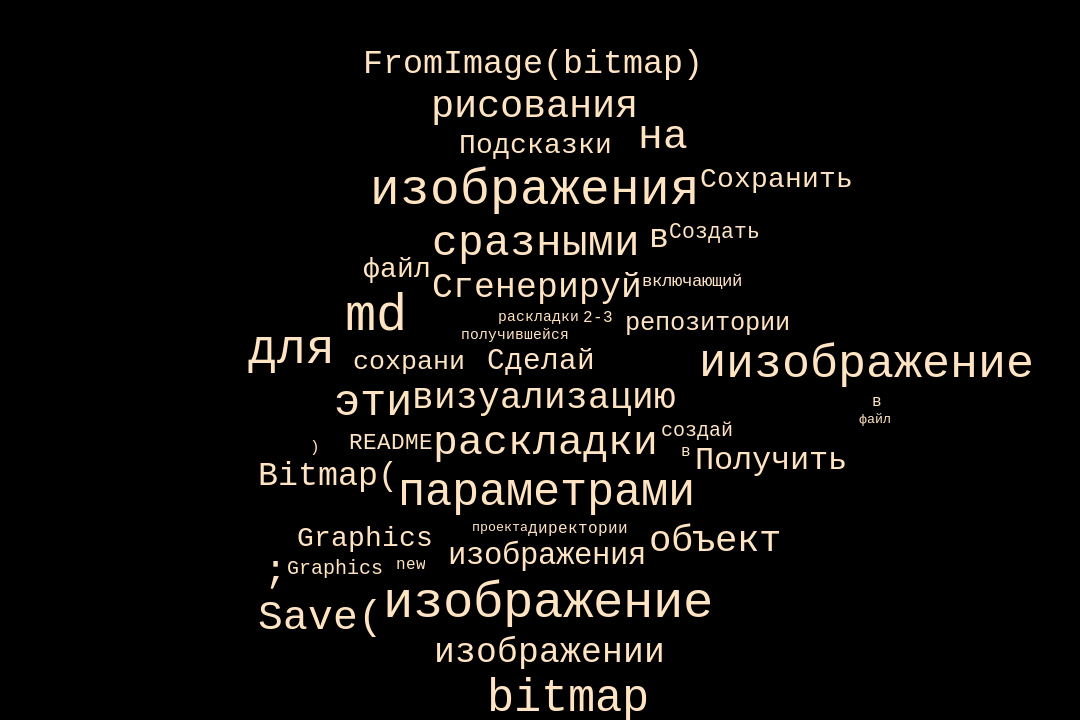 FromImage(bitmap)
рисования
Подсказки на
изображения Сохранить
сразными в Создать
файл Сгенерируй включающий
md раскладки 2-3 репозитории
получившейся
для сохрани Сделай Иизображение
эти визуализацию в
файл
) README раскладки создай
Bitmap( параметрами в Получить
Graphics проекта директории объект
; Graphics new изображения
Save( изображение
изображении
bitmap